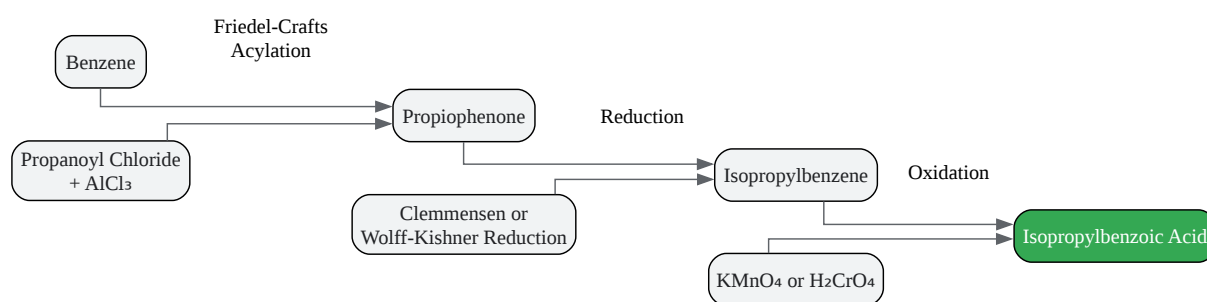 Friedel-Crafts
Acylation
Benzene
Propiophenone
Reduction
Propanoyl Chloride
+ AlCl₃
Isopropylbenzene
Oxidation
Clemmensen or
Wolff-Kishner Reduction
Isopropylbenzoic Acid
KMnO₄ or H₂CrO₄